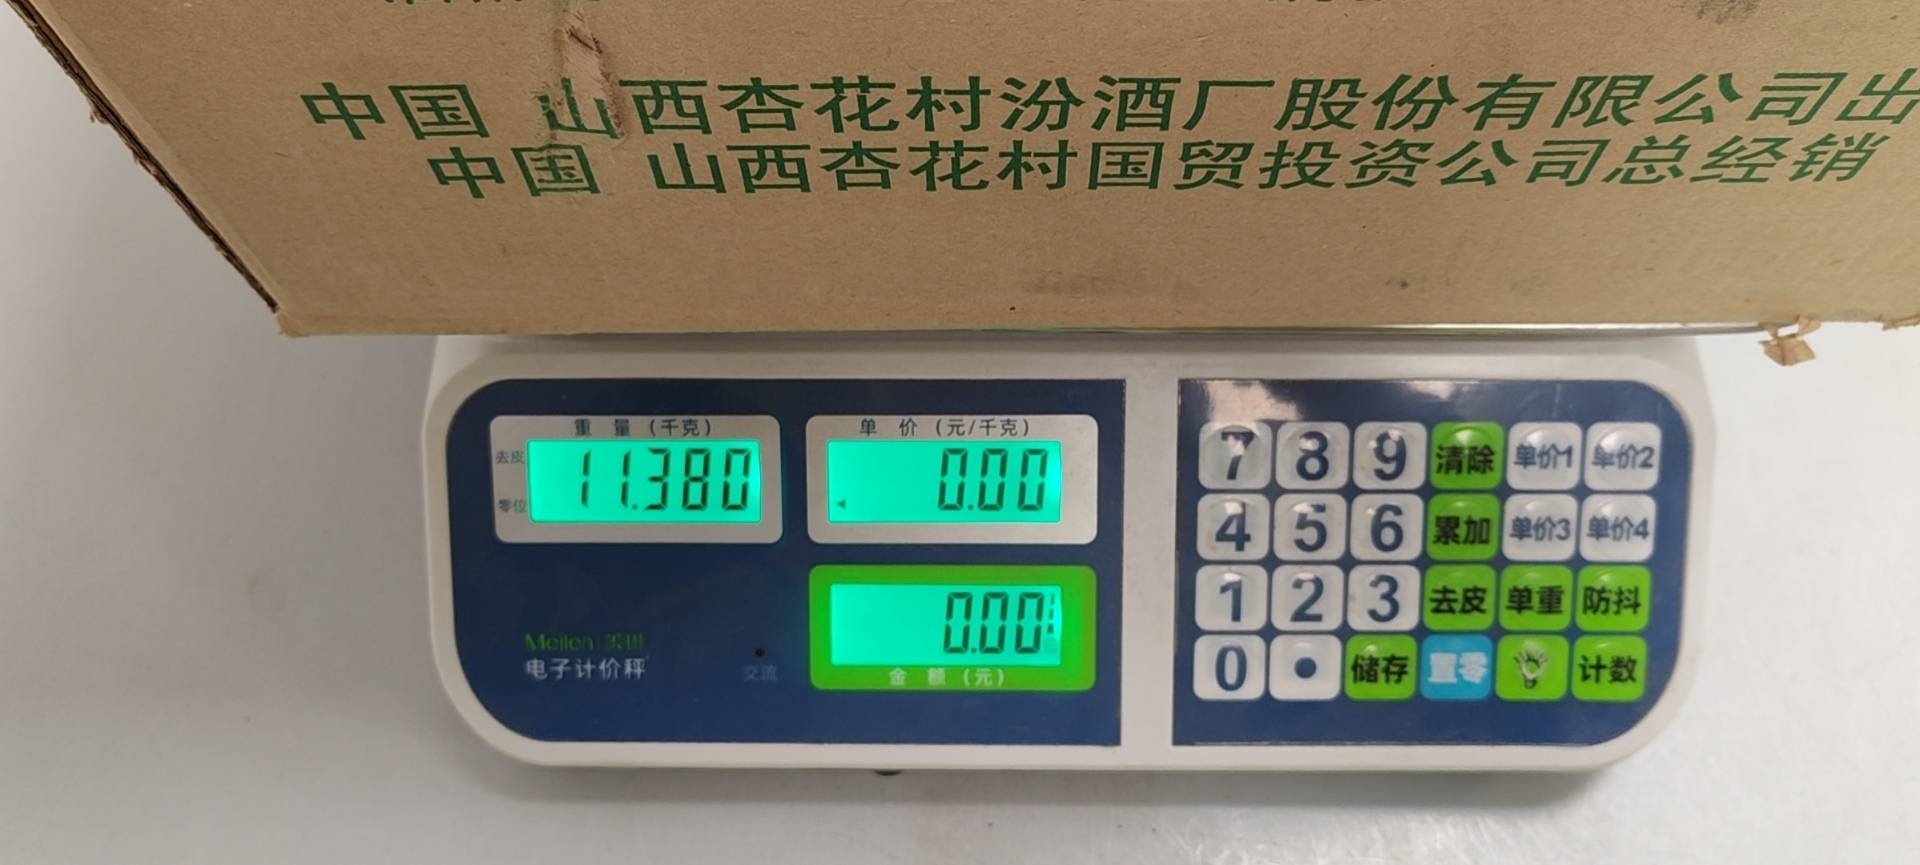 中国 山西杏花村汾酒厂股份有限公司出
中国 山西杏花村国贸投资公司总经销
重 量 (千克)
去皮
零位
11.380
单 价 (元/千克)
0.00
0.00
金 额 (元)
Meilen
电子计价秤
交流
7 8 9 清除 单价1 单价2
4 5 6 累加 单价3 单价4
1 2 3 去皮 单重 防抖
0 • 储存 置零 计数